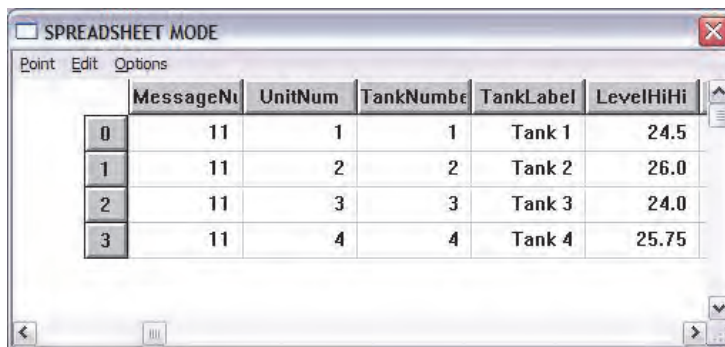 SPREADSHEET MODE
Point Edit Options
MessageNu UnitNum TankNumbe TankLabel LevelHiHi
0 11 1 1 Tank 1 24.5
1 11 2 2 Tank 2 26.0
2 11 3 3 Tank 3 24.0
3 11 4 4 Tank 4 25.75